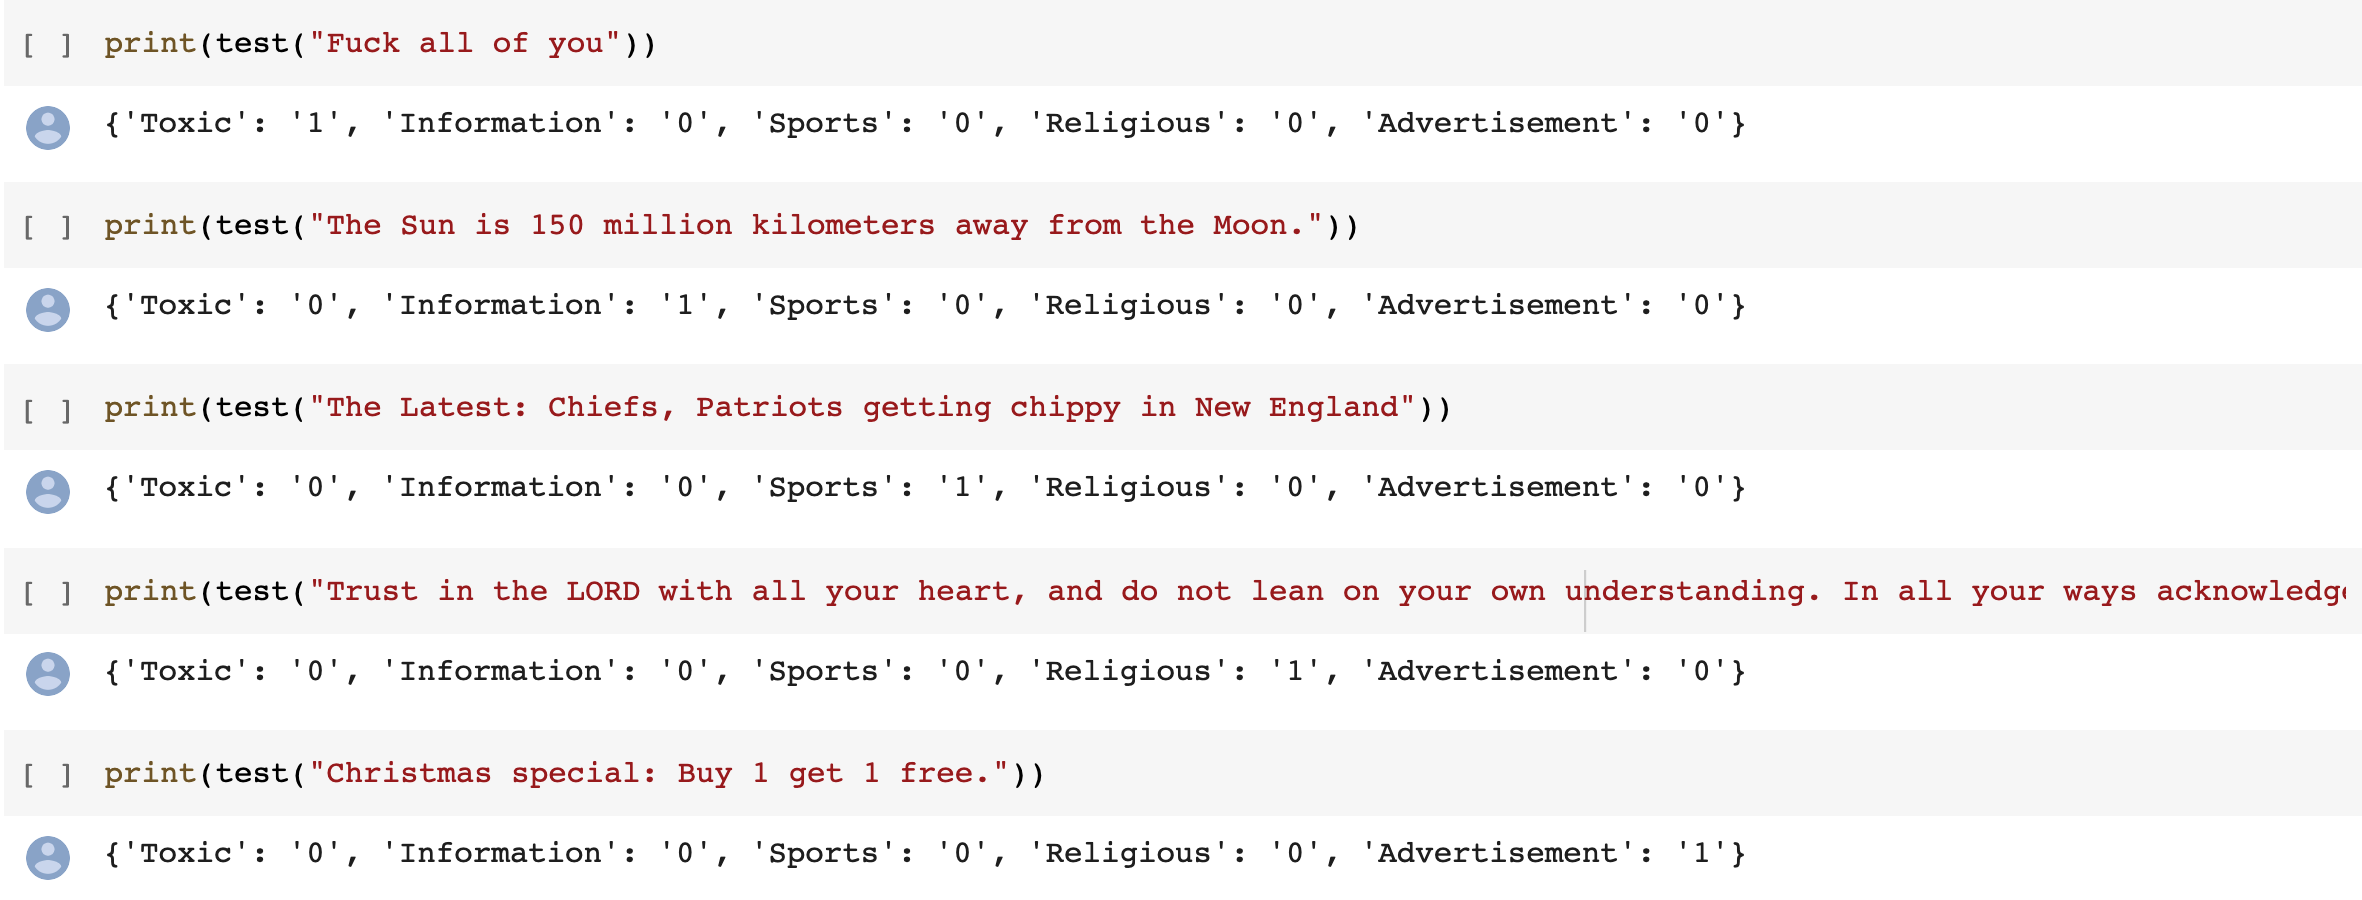 [ ] print(test("Fuck all of you"))
{'Toxic': '1', 'Information': '0', 'Sports': '0', 'Religious': '0', 'Advertisement': '0'}
[ ] print(test("The Sun is 150 million kilometers away from the Moon."))
{'Toxic': '0', 'Information': '1', 'Sports': '0', 'Religious': '0', 'Advertisement': '0'}
[ ] print(test("The Latest: Chiefs, Patriots getting chippy in New England"))
{'Toxic': '0', 'Information': '0', 'Sports': '1', 'Religious': '0', 'Advertisement': '0'}
[ ] print(test("Trust in the LORD with all your heart, and do not lean on your own understanding. In all your ways acknowledge
{'Toxic': '0', 'Information': '0', 'Sports': '0', 'Religious': '1', 'Advertisement': '0'}
[ ] print(test("Christmas special: Buy 1 get 1 free."))
{'Toxic': '0', 'Information': '0', 'Sports': '0', 'Religious': '0', 'Advertisement': '1'}